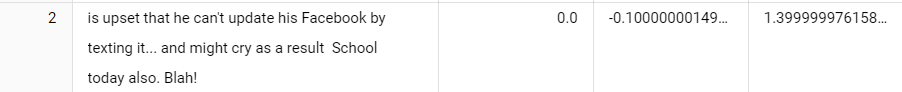 2 is upset that he can't update his Facebook by 0.0 -0.10000000149... 1.399999976158...
texting it... and might cry as a result  School
today also. Blah!